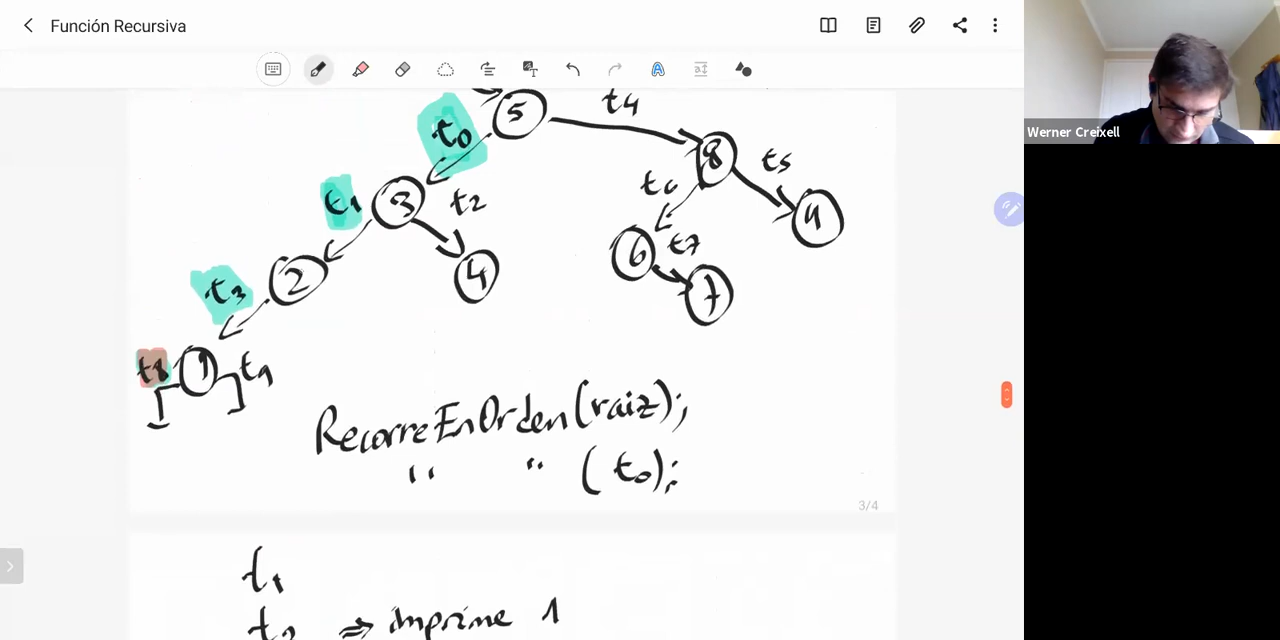 Función Recursiva
Werner Creixell
5
t4
t0
8
t5
t1
3
t2
t6
9
2
4
6
t7
7
t3
t8
1
t9
RecorreEnOrden(raiz);
" " (t0);
3/4
t1
t2 ⇒ imprime 1